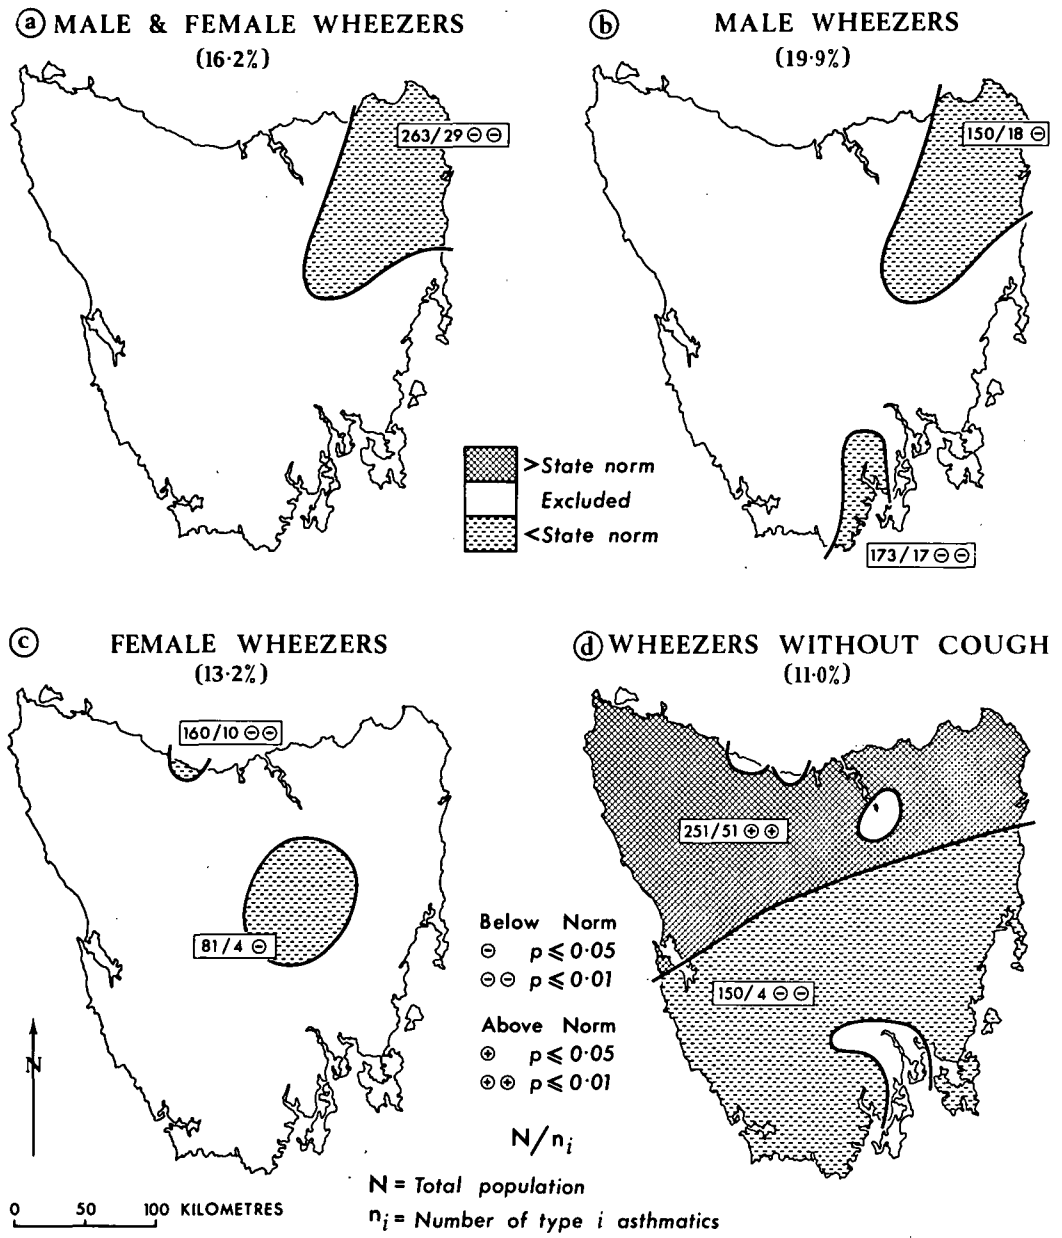 a MALE & FEMALE WHEEZERS
(16·2%)
263/29 ⊖ ⊖
b MALE WHEEZERS
(19·9%)
150/18 ⊖
173/17 ⊖ ⊖
>State norm
Excluded
<State norm
c FEMALE WHEEZERS
(13·2%)
160/10 ⊖ ⊖
81/4 ⊖
d WHEEZERS WITHOUT COUGH
(11·0%)
251/51 ⊕ ⊕
150/4 ⊖ ⊖
Below Norm
⊖ p ⩽ 0·05
⊖ ⊖ p ⩽ 0·01
Above Norm
⊕ p ⩽ 0·05
⊕ ⊕ p ⩽ 0·01
N/ni
N = Total population
ni = Number of type i asthmatics
N
0 50 100 KILOMETRES